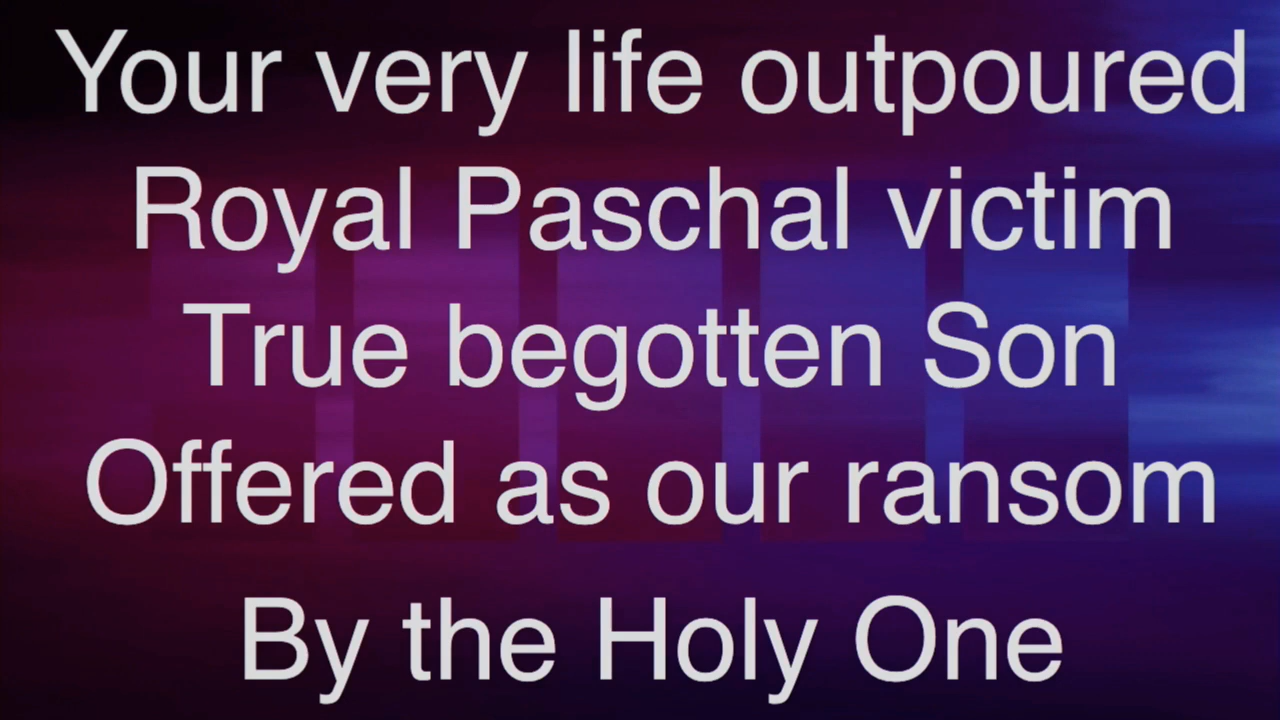 Your very life outpoured
Royal Paschal victim
True begotten Son
Offered as our ransom
By the Holy One